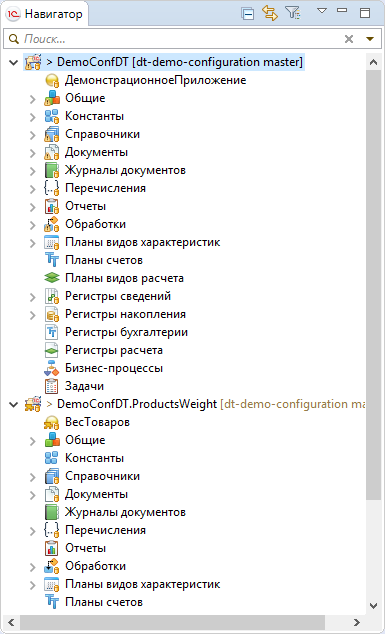 1С Навигатор
Поиск...
> DemoConfDT [dt-demo-configuration master]
ДемонстрационноеПриложение
Общие
Константы
Справочники
Документы
Журналы документов
Перечисления
Отчеты
Обработки
Планы видов характеристик
Планы счетов
Планы видов расчета
Регистры сведений
Регистры накопления
Регистры бухгалтерии
Регистры расчета
Бизнес-процессы
Задачи
> DemoConfDT.ProductsWeight [dt-demo-configuration ma
ВесТоваров
Общие
Константы
Справочники
Документы
Журналы документов
Перечисления
Отчеты
Обработки
Планы видов характеристик
Планы счетов